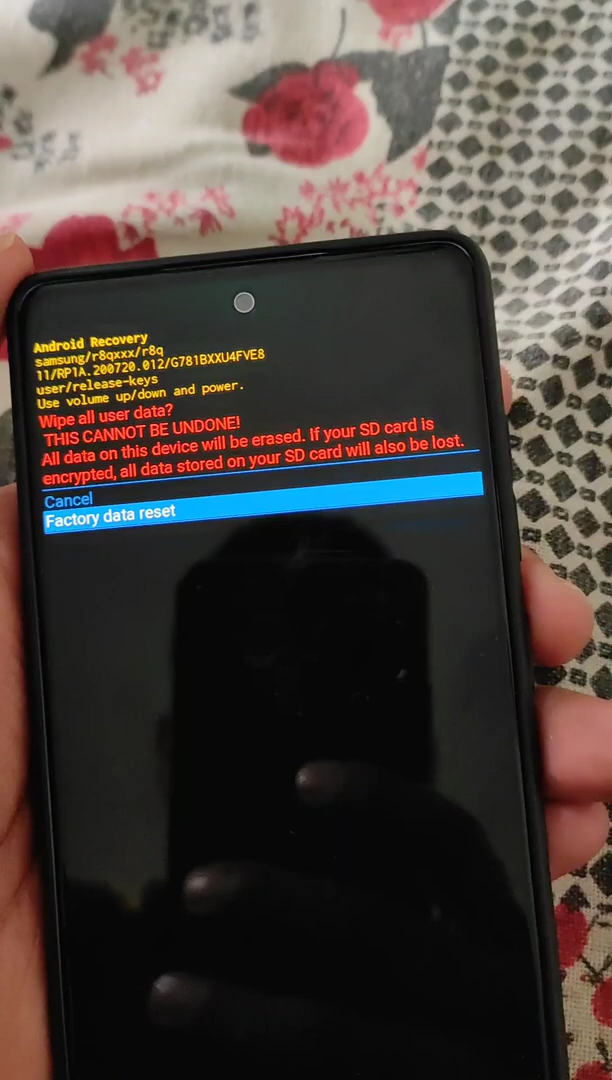 Android Recovery
samsung/r8qxxx/r8q
11/RP1A.200720.012/G781BXXU4FVE8
user/release-keys
Use volume up/down and power.
Wipe all user data?
THIS CANNOT BE UNDONE!
All data on this device will be erased. If your SD card is
encrypted, all data stored on your SD card will also be lost.
Cancel
Factory data reset